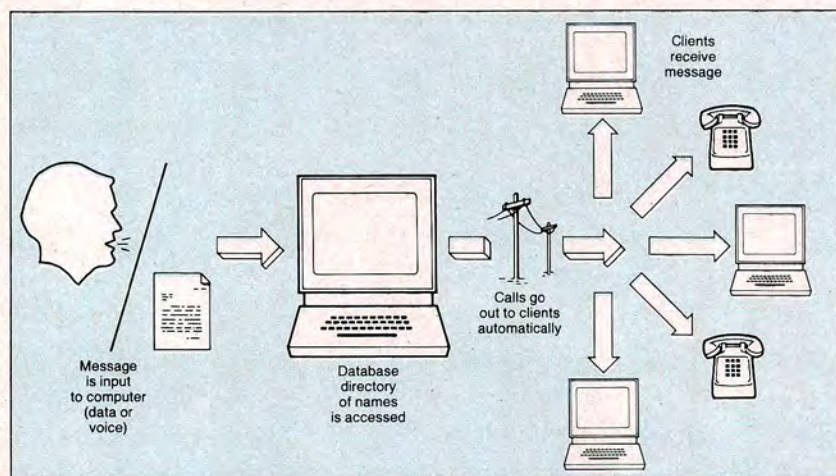 Message
is input
to computer
(data or
voice)
Database
directory
of names
is accessed
Calls go
out to clients
automatically
Clients
receive
message